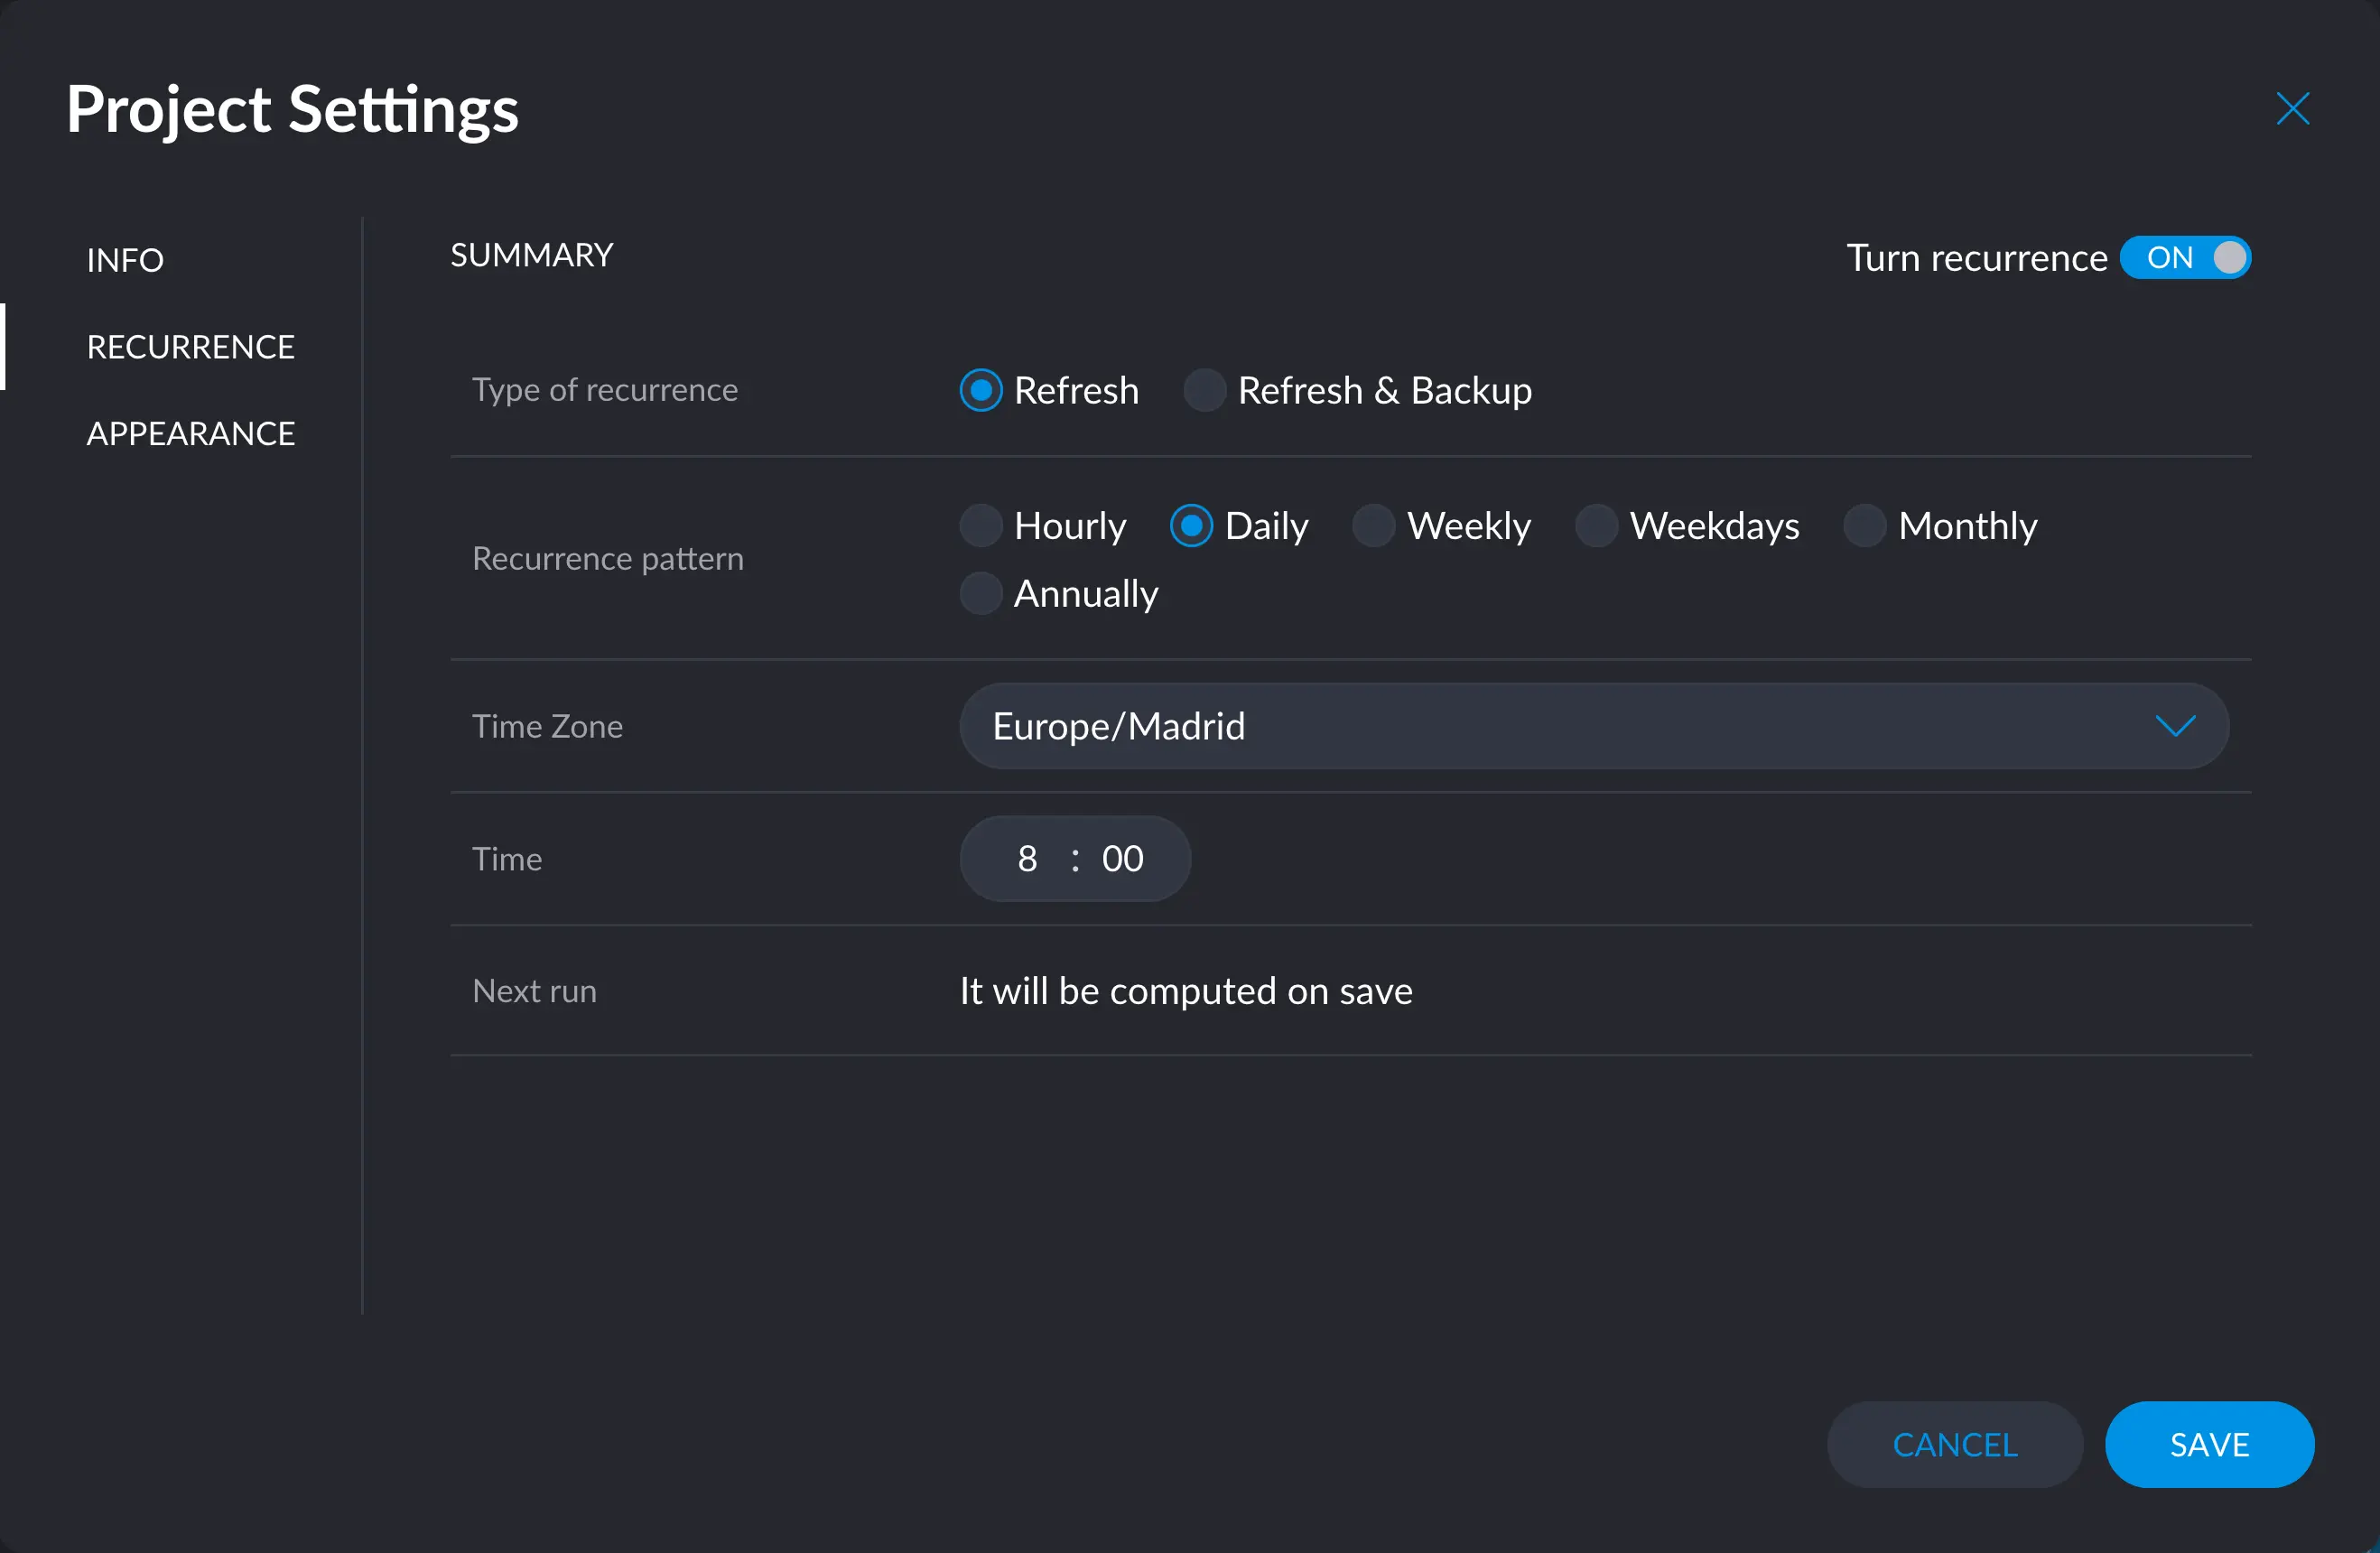 Project Settings
INFO
RECURRENCE
APPEARANCE
SUMMARY
Turn recurrence ON
Type of recurrence Refresh Refresh & Backup
Recurrence pattern Hourly Daily Weekly Weekdays Monthly
Annually
Time Zone Europe/Madrid
Time 8 : 00
Next run It will be computed on save
CANCEL SAVE